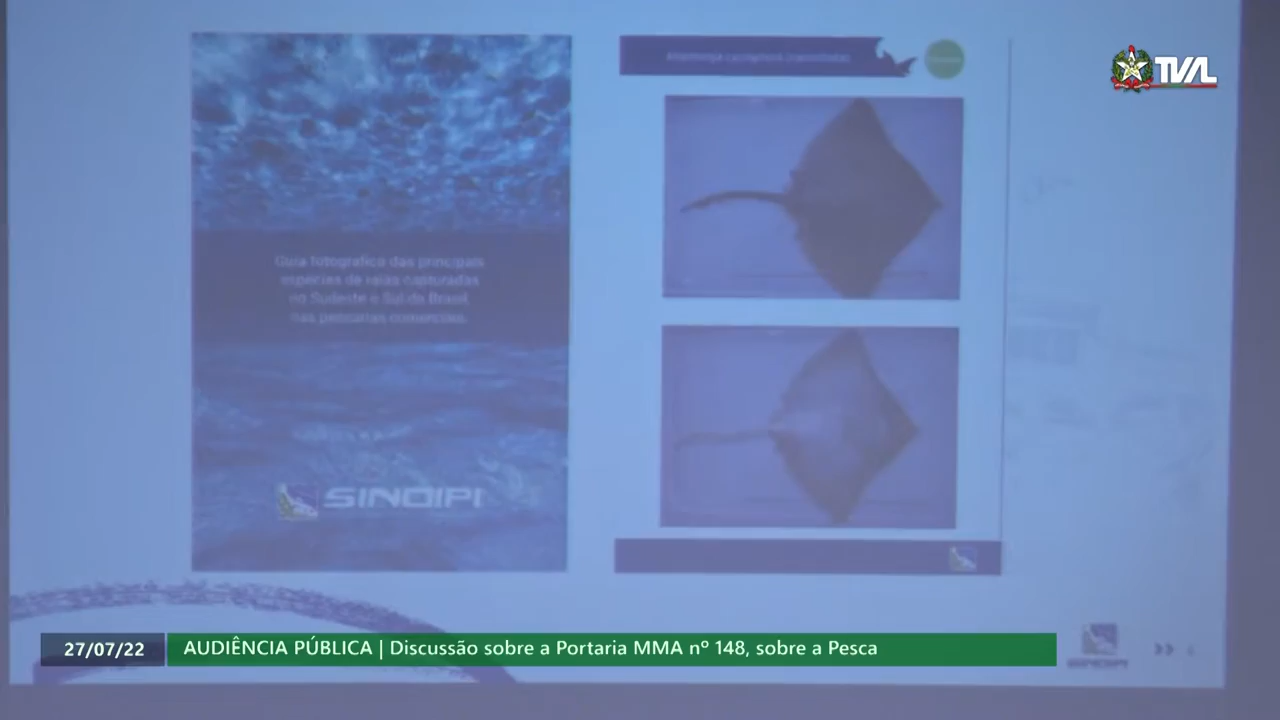 TVAL
Guia fotográfico das principais
espécies de raias capturadas
no Sudeste e Sul do Brasil
nas pescarias comerciais.
SINDIPI
27/07/22
AUDIÊNCIA PÚBLICA | Discussão sobre a Portaria MMA nº 148, sobre a Pesca
SINDIPI